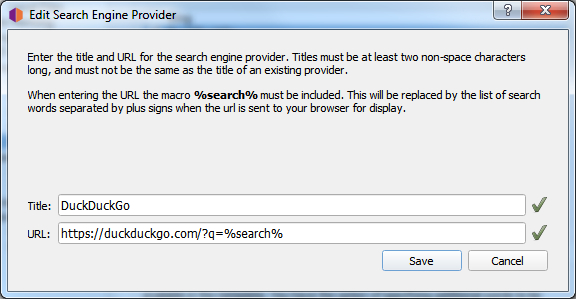 Edit Search Engine Provider
Enter the title and URL for the search engine provider. Titles must be at least two non-space characters
long, and must not be the same as the title of an existing provider.
When entering the URL the macro %search% must be included. This will be replaced by the list of search
words separated by plus signs when the url is sent to your browser for display.
Title: DuckDuckGo
URL: https://duckduckgo.com/?q=%search%
Save Cancel